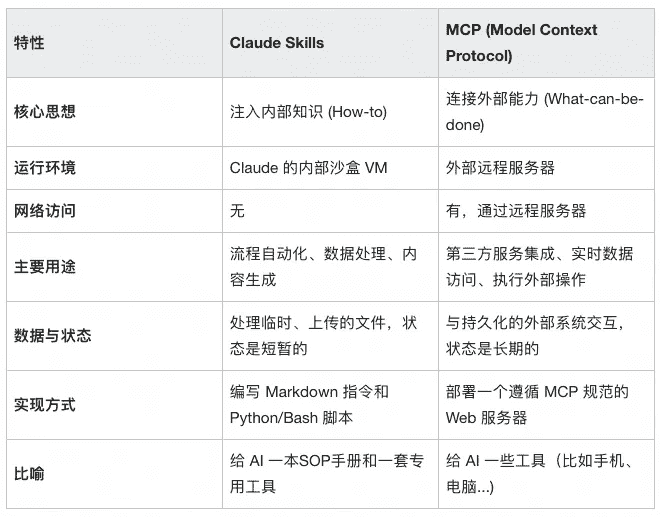 特性
Claude Skills
MCP (Model Context
Protocol)
核心思想
注入内部知识 (How-to)
连接外部能力 (What-can-be-
done)
运行环境
Claude 的内部沙盒 VM
外部远程服务器
网络访问
无
有，通过远程服务器
主要用途
流程自动化、数据处理、内
容生成
第三方服务集成、实时数据
访问、执行外部操作
数据与状态
处理临时、上传的文件，状
态是短暂的
与持久化的外部系统交互，
状态是长期的
实现方式
编写 Markdown 指令和
Python/Bash 脚本
部署一个遵循 MCP 规范的
Web 服务器
比喻
给 AI 一本SOP手册和一套专
用工具
给 AI 一些工具（比如手机、
电脑...)